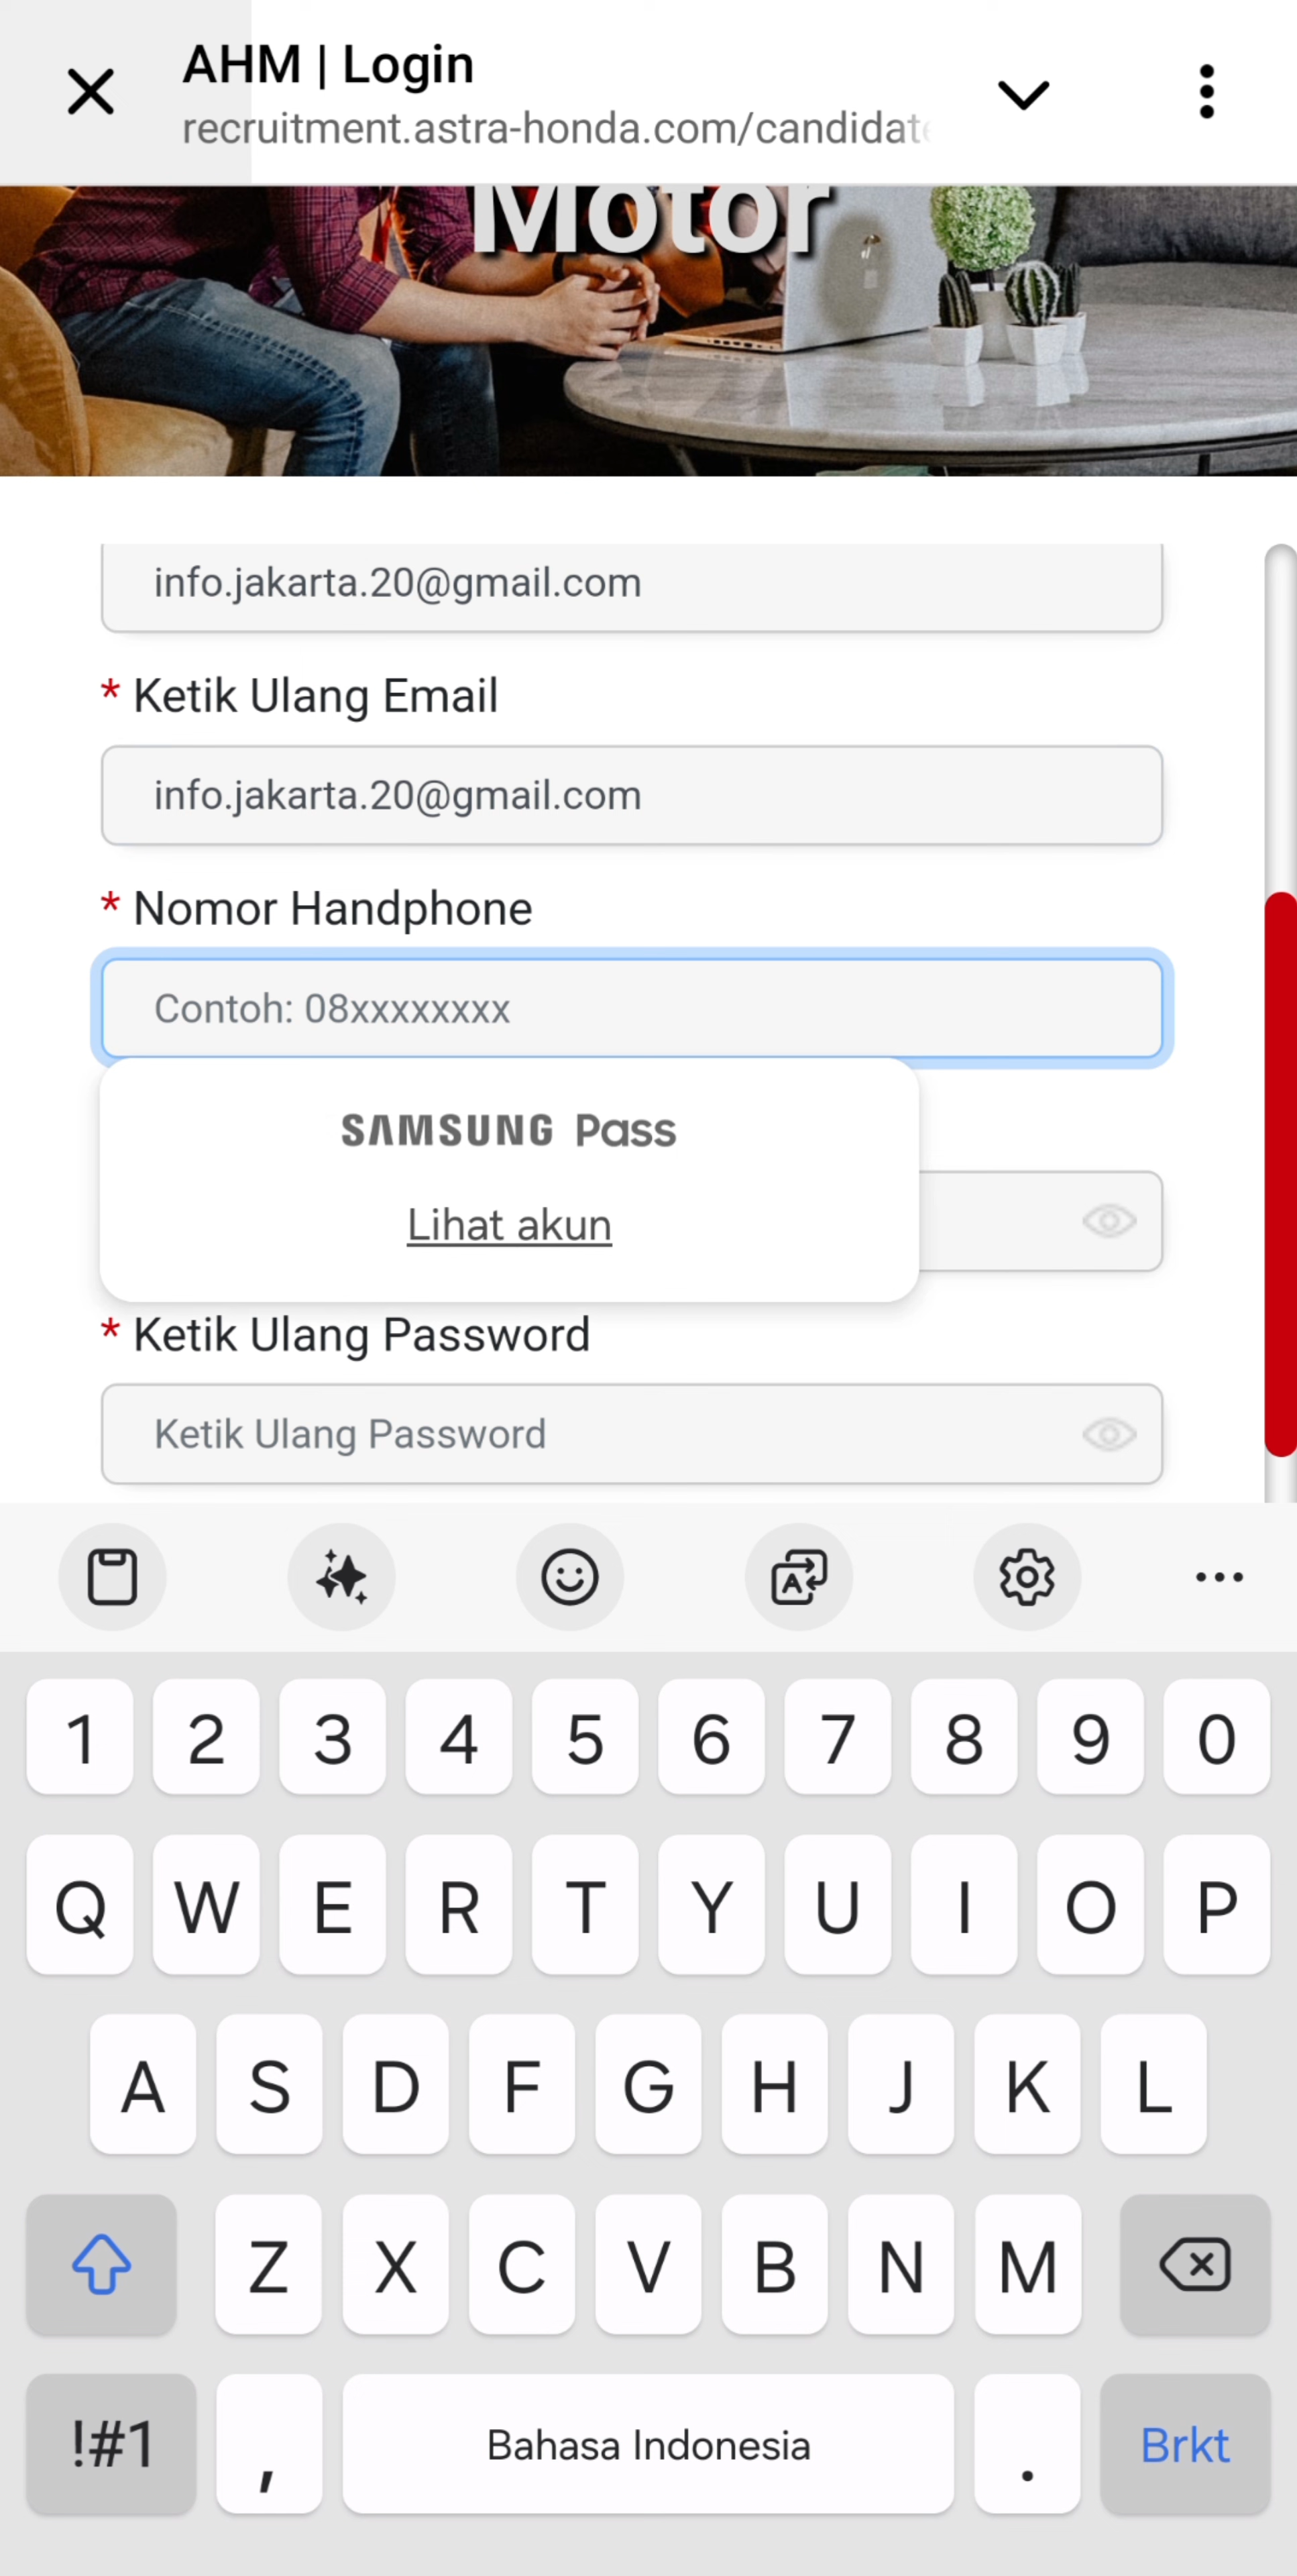 AHM | Login
recruitment.astra-honda.com/candidate
Motor
info.jakarta.20@gmail.com
* Ketik Ulang Email
info.jakarta.20@gmail.com
* Nomor Handphone
Contoh: 08xxxxxxxx
SAMSUNG Pass
Lihat akun
* Ketik Ulang Password
Ketik Ulang Password
1 2 3 4 5 6 7 8 9 0
Q W E R T Y U I O P
A S D F G H J K L
Z X C V B N M
!#1 , Bahasa Indonesia . Brkt